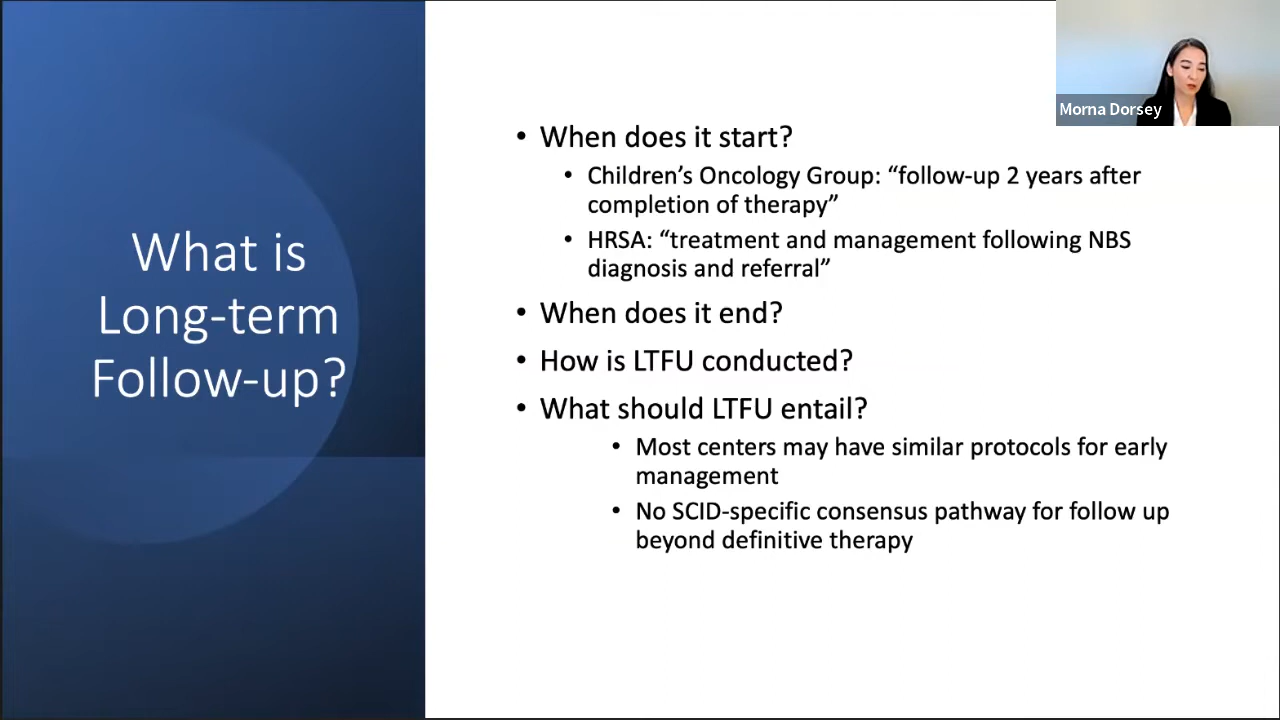 What is
Long-term
Follow-up?
• When does it start?
• Children’s Oncology Group: “follow-up 2 years after
completion of therapy”
• HRSA: “treatment and management following NBS
diagnosis and referral”
• When does it end?
• How is LTFU conducted?
• What should LTFU entail?
• Most centers may have similar protocols for early
management
• No SCID-specific consensus pathway for follow up
beyond definitive therapy
Morna Dorsey